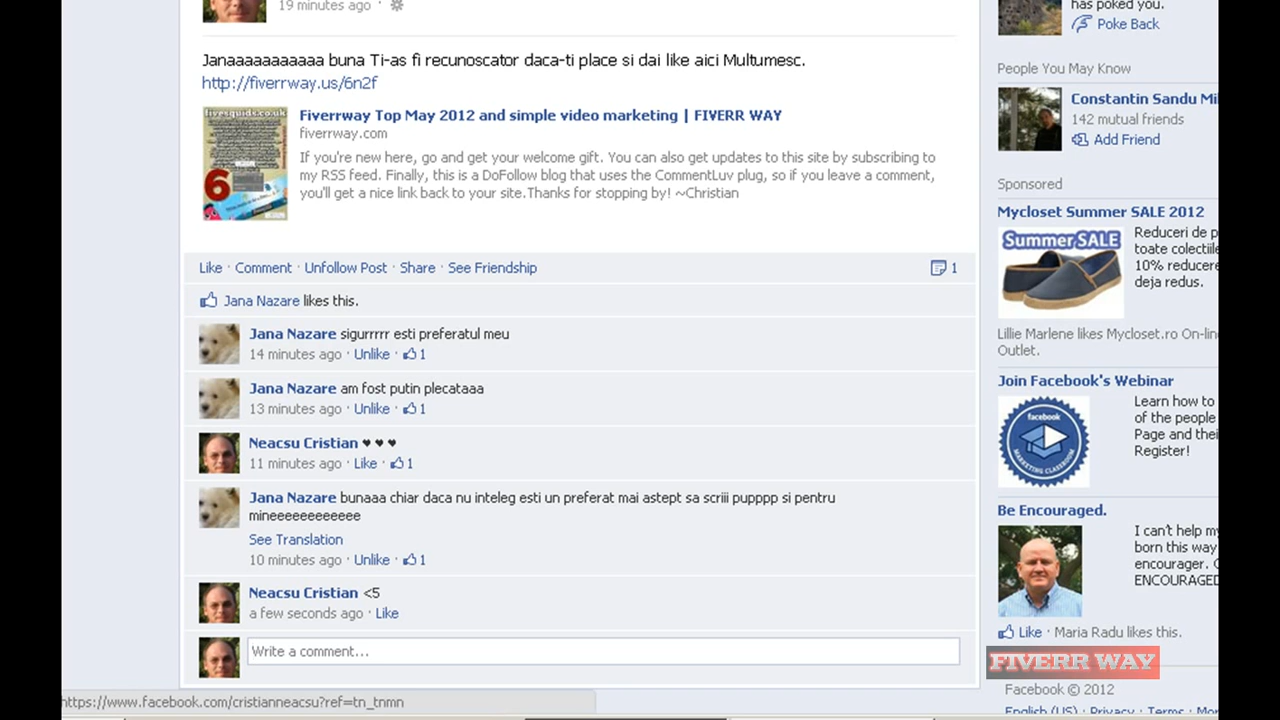 19 minutes ago ·
has poked you.
Poke Back
Janaaaaaaaaaaa buna Ti-as fi recunoscator daca-ti place si dai like aici Multumesc.
http://fiverrway.us/6n2f
fivesquids.co.uk
6
Fiverrway Top May 2012 and simple video marketing | FIVERR WAY
fiverrway.com
If you're new here, go and get your welcome gift. You can also get updates to this site by subscribing to
my RSS feed. Finally, this is a DoFollow blog that uses the CommentLuv plug, so if you leave a comment,
you'll get a nice link back to your site.Thanks for stopping by! ~Christian
Like · Comment · Unfollow Post · Share · See Friendship
1
Jana Nazare likes this.
Jana Nazare sigurrrrr esti preferatul meu
14 minutes ago · Unlike · 1
Jana Nazare am fost putin plecataaa
13 minutes ago · Unlike · 1
Neacsu Cristian ♥ ♥ ♥
11 minutes ago · Like · 1
Jana Nazare bunaaa chiar daca nu inteleg esti un preferat mai astept sa scriii pupppp si pentru
mineeeeeeeeeee
See Translation
10 minutes ago · Unlike · 1
Neacsu Cristian <5
a few seconds ago · Like
Write a comment...
People You May Know
Constantin Sandu Mi
142 mutual friends
Add Friend
Sponsored
Mycloset Summer SALE 2012
Summer SALE
Reduceri de p
toate colectiile
10% reducere
deja redus.
Lillie Marlene likes Mycloset.ro On-lin
Outlet.
Join Facebook's Webinar
facebook
MARKETING CLASSROOM
Learn how to
of the people
Page and thei
Register!
Be Encouraged.
I can't help my
born this way
encourager. 
ENCOURAGED
Like · Maria Radu likes this.
FIVERR WAY
Facebook © 2012
English (US) · Privacy · Terms · Mor
https://www.facebook.com/cristianneacsu?ref=tn_tnmn